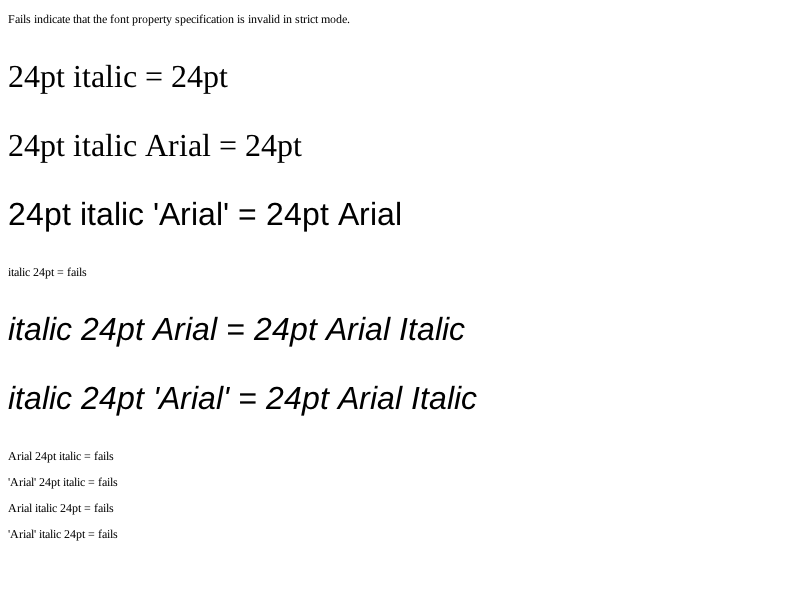 Fails indicate that the font property specification is invalid in strict mode.
24pt italic = 24pt
24pt italic Arial = 24pt
24pt italic 'Arial' = 24pt Arial
italic 24pt = fails
italic 24pt Arial = 24pt Arial Italic
italic 24pt 'Arial' = 24pt Arial Italic
Arial 24pt italic = fails
'Arial' 24pt italic = fails
Arial italic 24pt = fails
'Arial' italic 24pt = fails